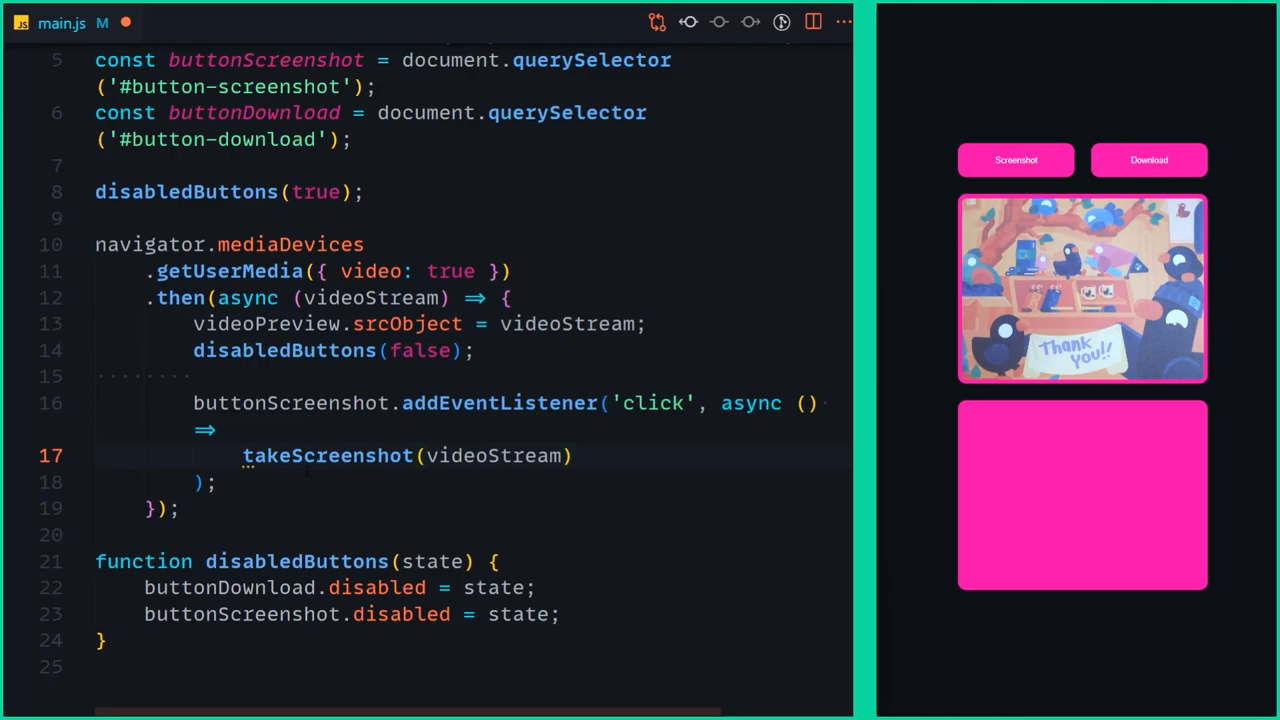 JS main.js M
5 const buttonScreenshot = document.querySelector
('#button-screenshot');
6 const buttonDownload = document.querySelector
('#button-download');
7
8 disabledButtons(true);
9
10 navigator.mediaDevices
11 .getUserMedia({ video: true })
12 .then(async (videoStream) => {
13 videoPreview.srcObject = videoStream;
14 disabledButtons(false);
15
16 buttonScreenshot.addEventListener('click', async ()
=>
17 takeScreenshot(videoStream)
18 );
19 });
20
21 function disabledButtons(state) {
22 buttonDownload.disabled = state;
23 buttonScreenshot.disabled = state;
24 }
25
Screenshot
Download
Thank
you!!